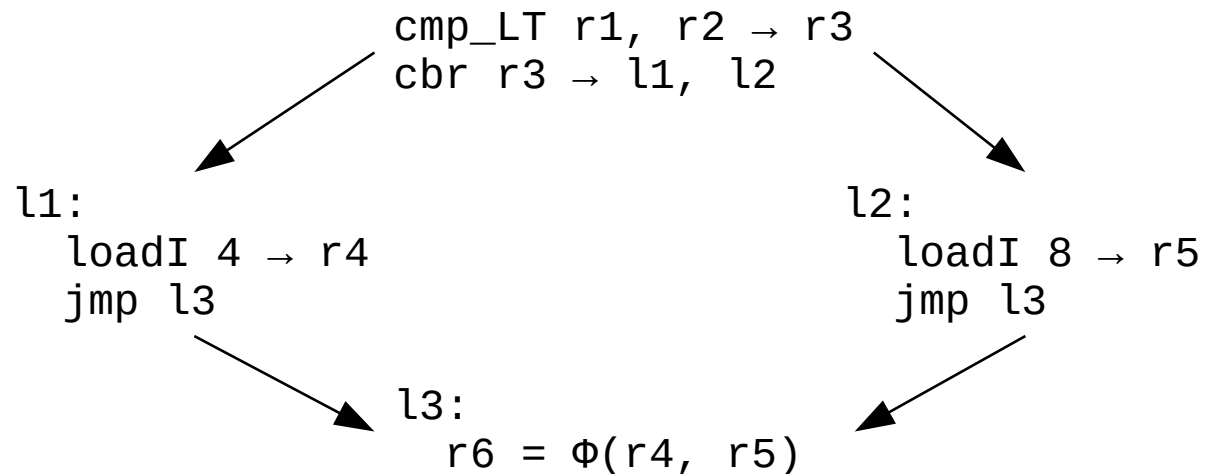 cmp_LT r1, r2 → r3
cbr r3 → l1, l2
l1:
loadI 4 → r4
jmp l3
l2:
loadI 8 → r5
jmp l3
l3:
r6 = Φ(r4, r5)